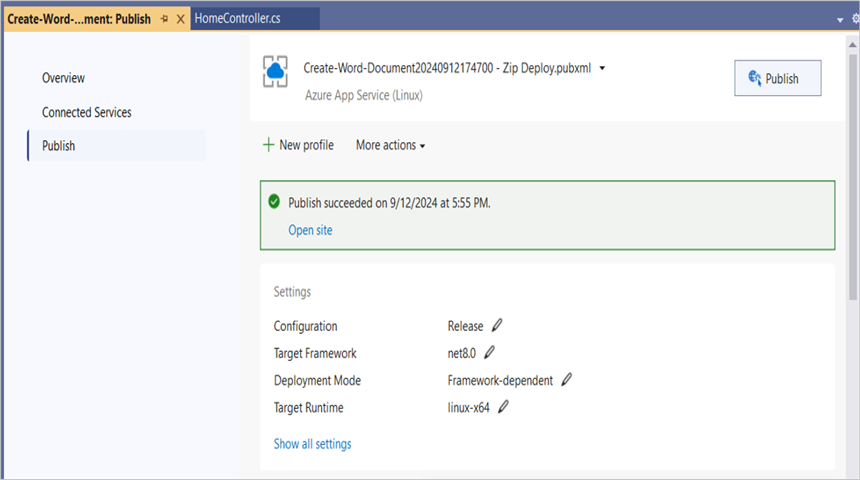 Create-Word-...ment: Publish
HomeController.cs
Overview
Connected Services
Publish
Create-Word-Document20240912174700 - Zip Deploy.pubxml
Azure App Service (Linux)
Publish
New profile
More actions
Publish succeeded on 9/12/2024 at 5:55 PM.
Open site
Settings
Configuration Release
Target Framework net8.0
Deployment Mode Framework-dependent
Target Runtime linux-x64
Show all settings